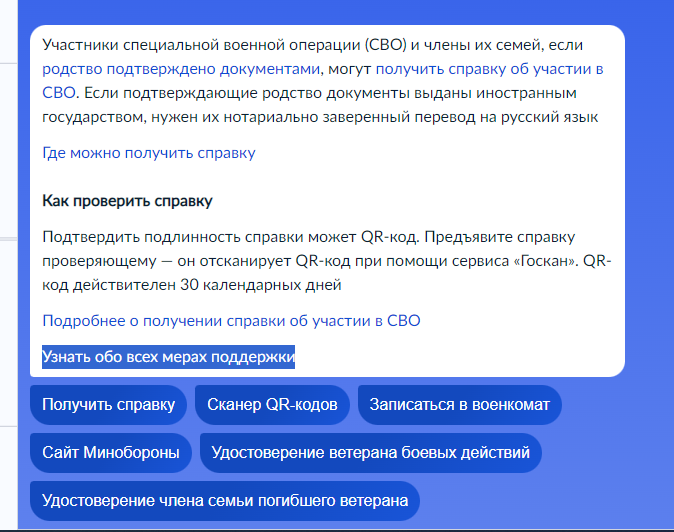 Участники специальной военной операции (СВО) и члены их семей, если
родство подтверждено документами, могут получить справку об участии в
СВО. Если подтверждающие родство документы выданы иностранным
государством, нужен их нотариально заверенный перевод на русский язык
Где можно получить справку
Как проверить справку
Подтвердить подлинность справки может QR-код. Предъявите справку
проверяющему — он отсканирует QR-код при помощи сервиса «Госкан». QR-
код действителен 30 календарных дней
Подробнее о получении справки об участии в СВО
Узнать обо всех мерах поддержки
Получить справку
Сканер QR-кодов
Записаться в военкомат
Сайт Минобороны
Удостоверение ветерана боевых действий
Удостоверение члена семьи погибшего ветерана